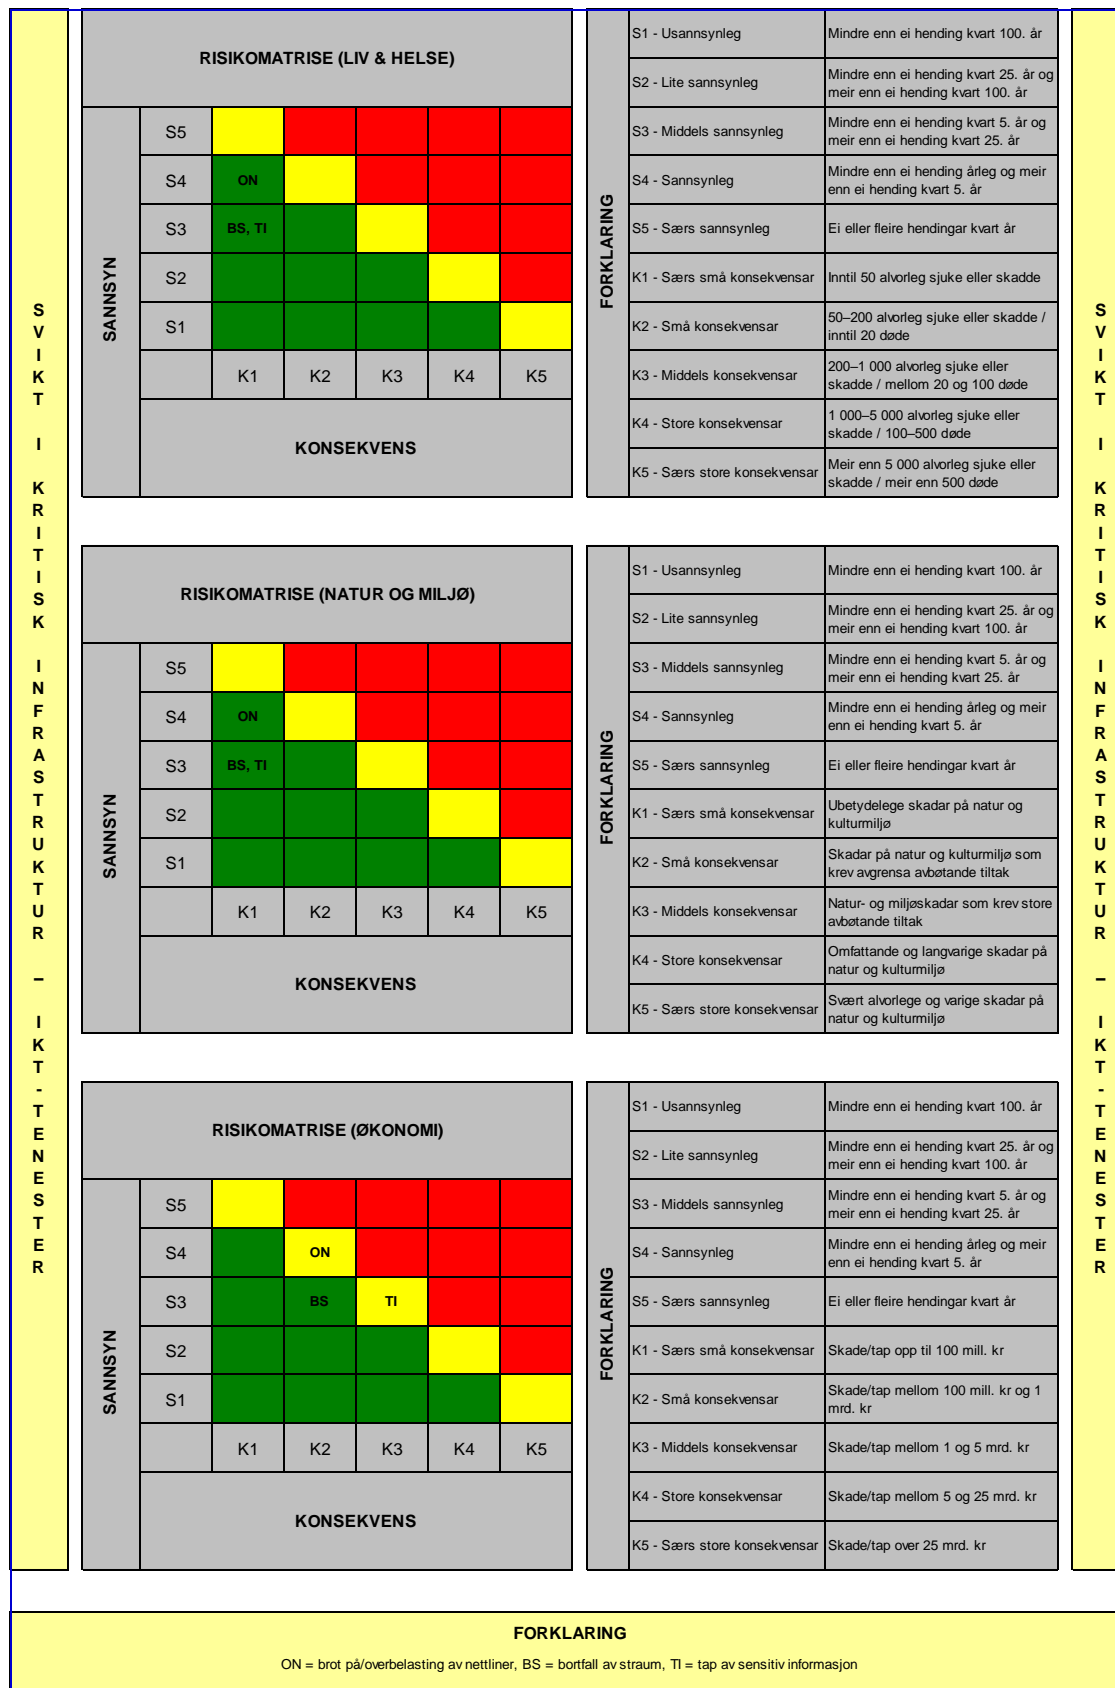 SVIKT I KRITISK INFRASTRUKTUR – IKT-TENESTER
RISIKOMATRISE (LIV & HELSE)
SANNSYN
S5
S4 ON
S3 BS, TI
S2
S1
K1 K2 K3 K4 K5
KONSEKVENS
FORKLARING
S1 - Usannsynleg Mindre enn ei hending kvart 100. år
S2 - Lite sannsynleg Mindre enn ei hending kvart 25. år og
meir enn ei hending kvart 100. år
S3 - Middels sannsynleg Mindre enn ei hending kvart 5. år og
meir enn ei hending kvart 25. år
S4 - Sannsynleg Mindre enn ei hending årleg og meir
enn ei hending kvart 5. år
S5 - Særs sannsynleg Ei eller fleire hendingar kvart år
K1 - Særs små konsekvensar Inntil 50 alvorleg sjuke eller skadde
K2 - Små konsekvensar 50–200 alvorleg sjuke eller skadde /
inntil 20 døde
K3 - Middels konsekvensar 200–1 000 alvorleg sjuke eller
skadde / mellom 20 og 100 døde
K4 - Store konsekvensar 1 000–5 000 alvorleg sjuke eller
skadde / 100–500 døde
K5 - Særs store konsekvensar Meir enn 5 000 alvorleg sjuke eller
skadde / meir enn 500 døde
RISIKOMATRISE (NATUR OG MILJØ)
SANNSYN
S5
S4 ON
S3 BS, TI
S2
S1
K1 K2 K3 K4 K5
KONSEKVENS
FORKLARING
S1 - Usannsynleg Mindre enn ei hending kvart 100. år
S2 - Lite sannsynleg Mindre enn ei hending kvart 25. år og
meir enn ei hending kvart 100. år
S3 - Middels sannsynleg Mindre enn ei hending kvart 5. år og
meir enn ei hending kvart 25. år
S4 - Sannsynleg Mindre enn ei hending årleg og meir
enn ei hending kvart 5. år
S5 - Særs sannsynleg Ei eller fleire hendingar kvart år
K1 - Særs små konsekvensar Ubetydelege skadar på natur og
kulturmiljø
K2 - Små konsekvensar Skadar på natur og kulturmiljø som
krev avgrensa avbøtande tiltak
K3 - Middels konsekvensar Natur- og miljøskadar som krev store
avbøtande tiltak
K4 - Store konsekvensar Omfattande og langvarige skadar på
natur og kulturmiljø
K5 - Særs store konsekvensar Svært alvorlege og varige skadar på
natur og kulturmiljø
RISIKOMATRISE (ØKONOMI)
SANNSYN
S5
S4 ON
S3 BS TI
S2
S1
K1 K2 K3 K4 K5
KONSEKVENS
FORKLARING
S1 - Usannsynleg Mindre enn ei hending kvart 100. år
S2 - Lite sannsynleg Mindre enn ei hending kvart 25. år og
meir enn ei hending kvart 100. år
S3 - Middels sannsynleg Mindre enn ei hending kvart 5. år og
meir enn ei hending kvart 25. år
S4 - Sannsynleg Mindre enn ei hending årleg og meir
enn ei hending kvart 5. år
S5 - Særs sannsynleg Ei eller fleire hendingar kvart år
K1 - Særs små konsekvensar Skade/tap opp til 100 mill. kr
K2 - Små konsekvensar Skade/tap mellom 100 mill. kr og 1
mrd. kr
K3 - Middels konsekvensar Skade/tap mellom 1 og 5 mrd. kr
K4 - Store konsekvensar Skade/tap mellom 5 og 25 mrd. kr
K5 - Særs store konsekvensar Skade/tap over 25 mrd. kr
SVIKT I KRITISK INFRASTRUKTUR – IKT-TENESTER
FORKLARING
ON = brot på/overbelasting av nettliner, BS = bortfall av straum, TI = tap av sensitiv informasjon